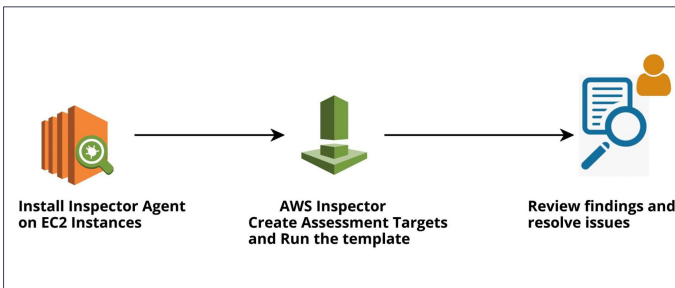 Install Inspector Agent
on EC2 Instances
AWS Inspector
Create Assessment Targets
and Run the template
Review findings and
resolve issues